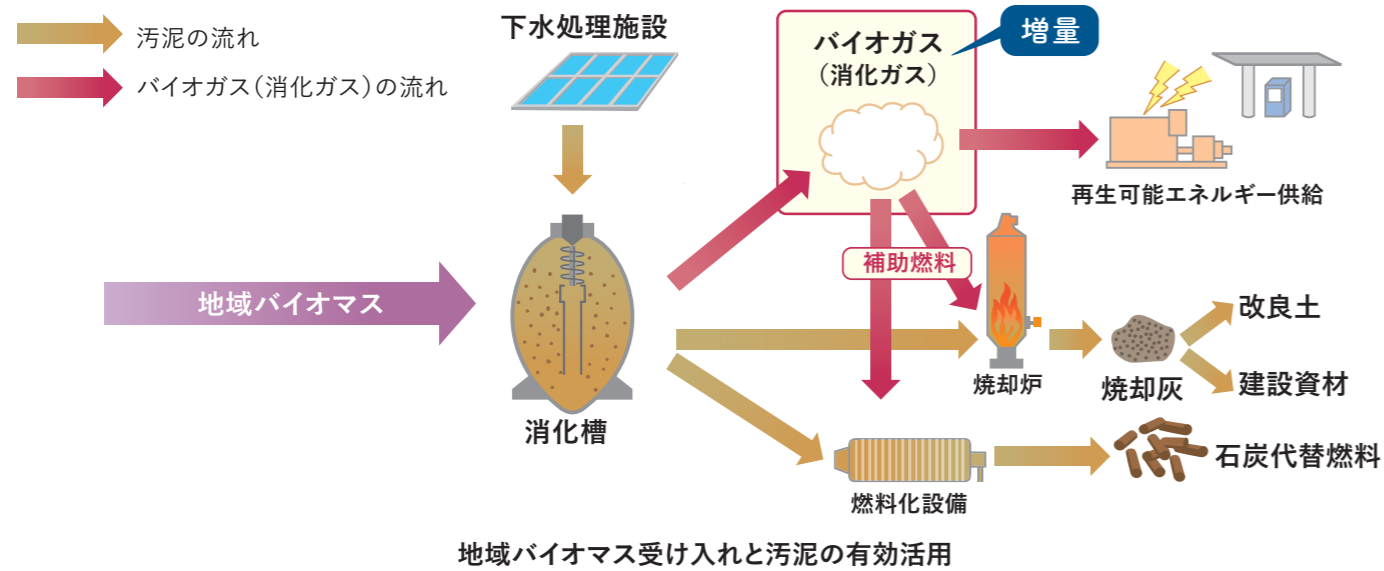 汚泥の流れ
バイオガス（消化ガス）の流れ
下水処理施設
バイオガス
（消化ガス）
増量
再生可能エネルギー供給
地域バイオマス
補助燃料
消化槽
焼却炉
焼却灰
改良土
建設資材
燃料化設備
石炭代替燃料
地域バイオマス受け入れと汚泥の有効活用